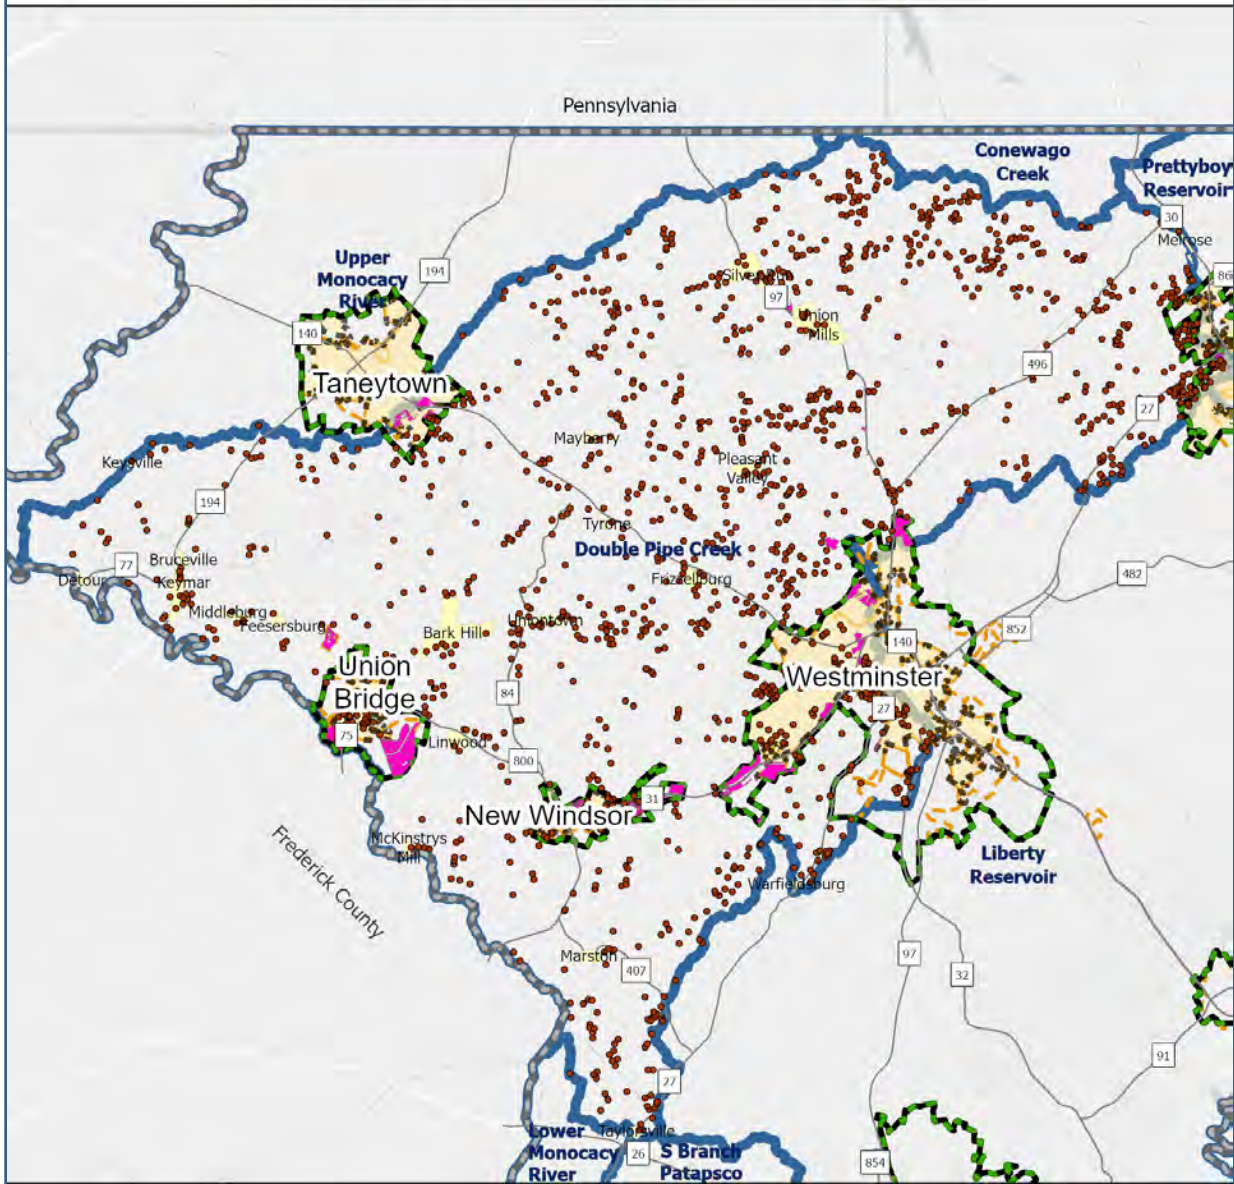 Pennsylvania
Conewago
Creek
Prettyboy
Reservoir
30
Melrose
Upper
Monocacy
River
194
Silver Run
86
97
140
Union
Mills
496
Taneytown
27
Mayberry
Keysville
Pleasant
Valley
194
Tyrone
Double Pipe Creek
77
Bruceville
482
Detour
Keymar
Frizzellburg
Middleburg
Uniontown
Feesersburg
Bark Hill
852
140
Union
Bridge
Westminster
84
27
75
Linwood
800
31
New Windsor
McKinstrys
Mill
Frederick County
Liberty
Reservoir
Warfieldsburg
Marston
407
97
32
91
27
Lower
Monocacy
River
Taylorsville
26
S Branch
Patapsco
854